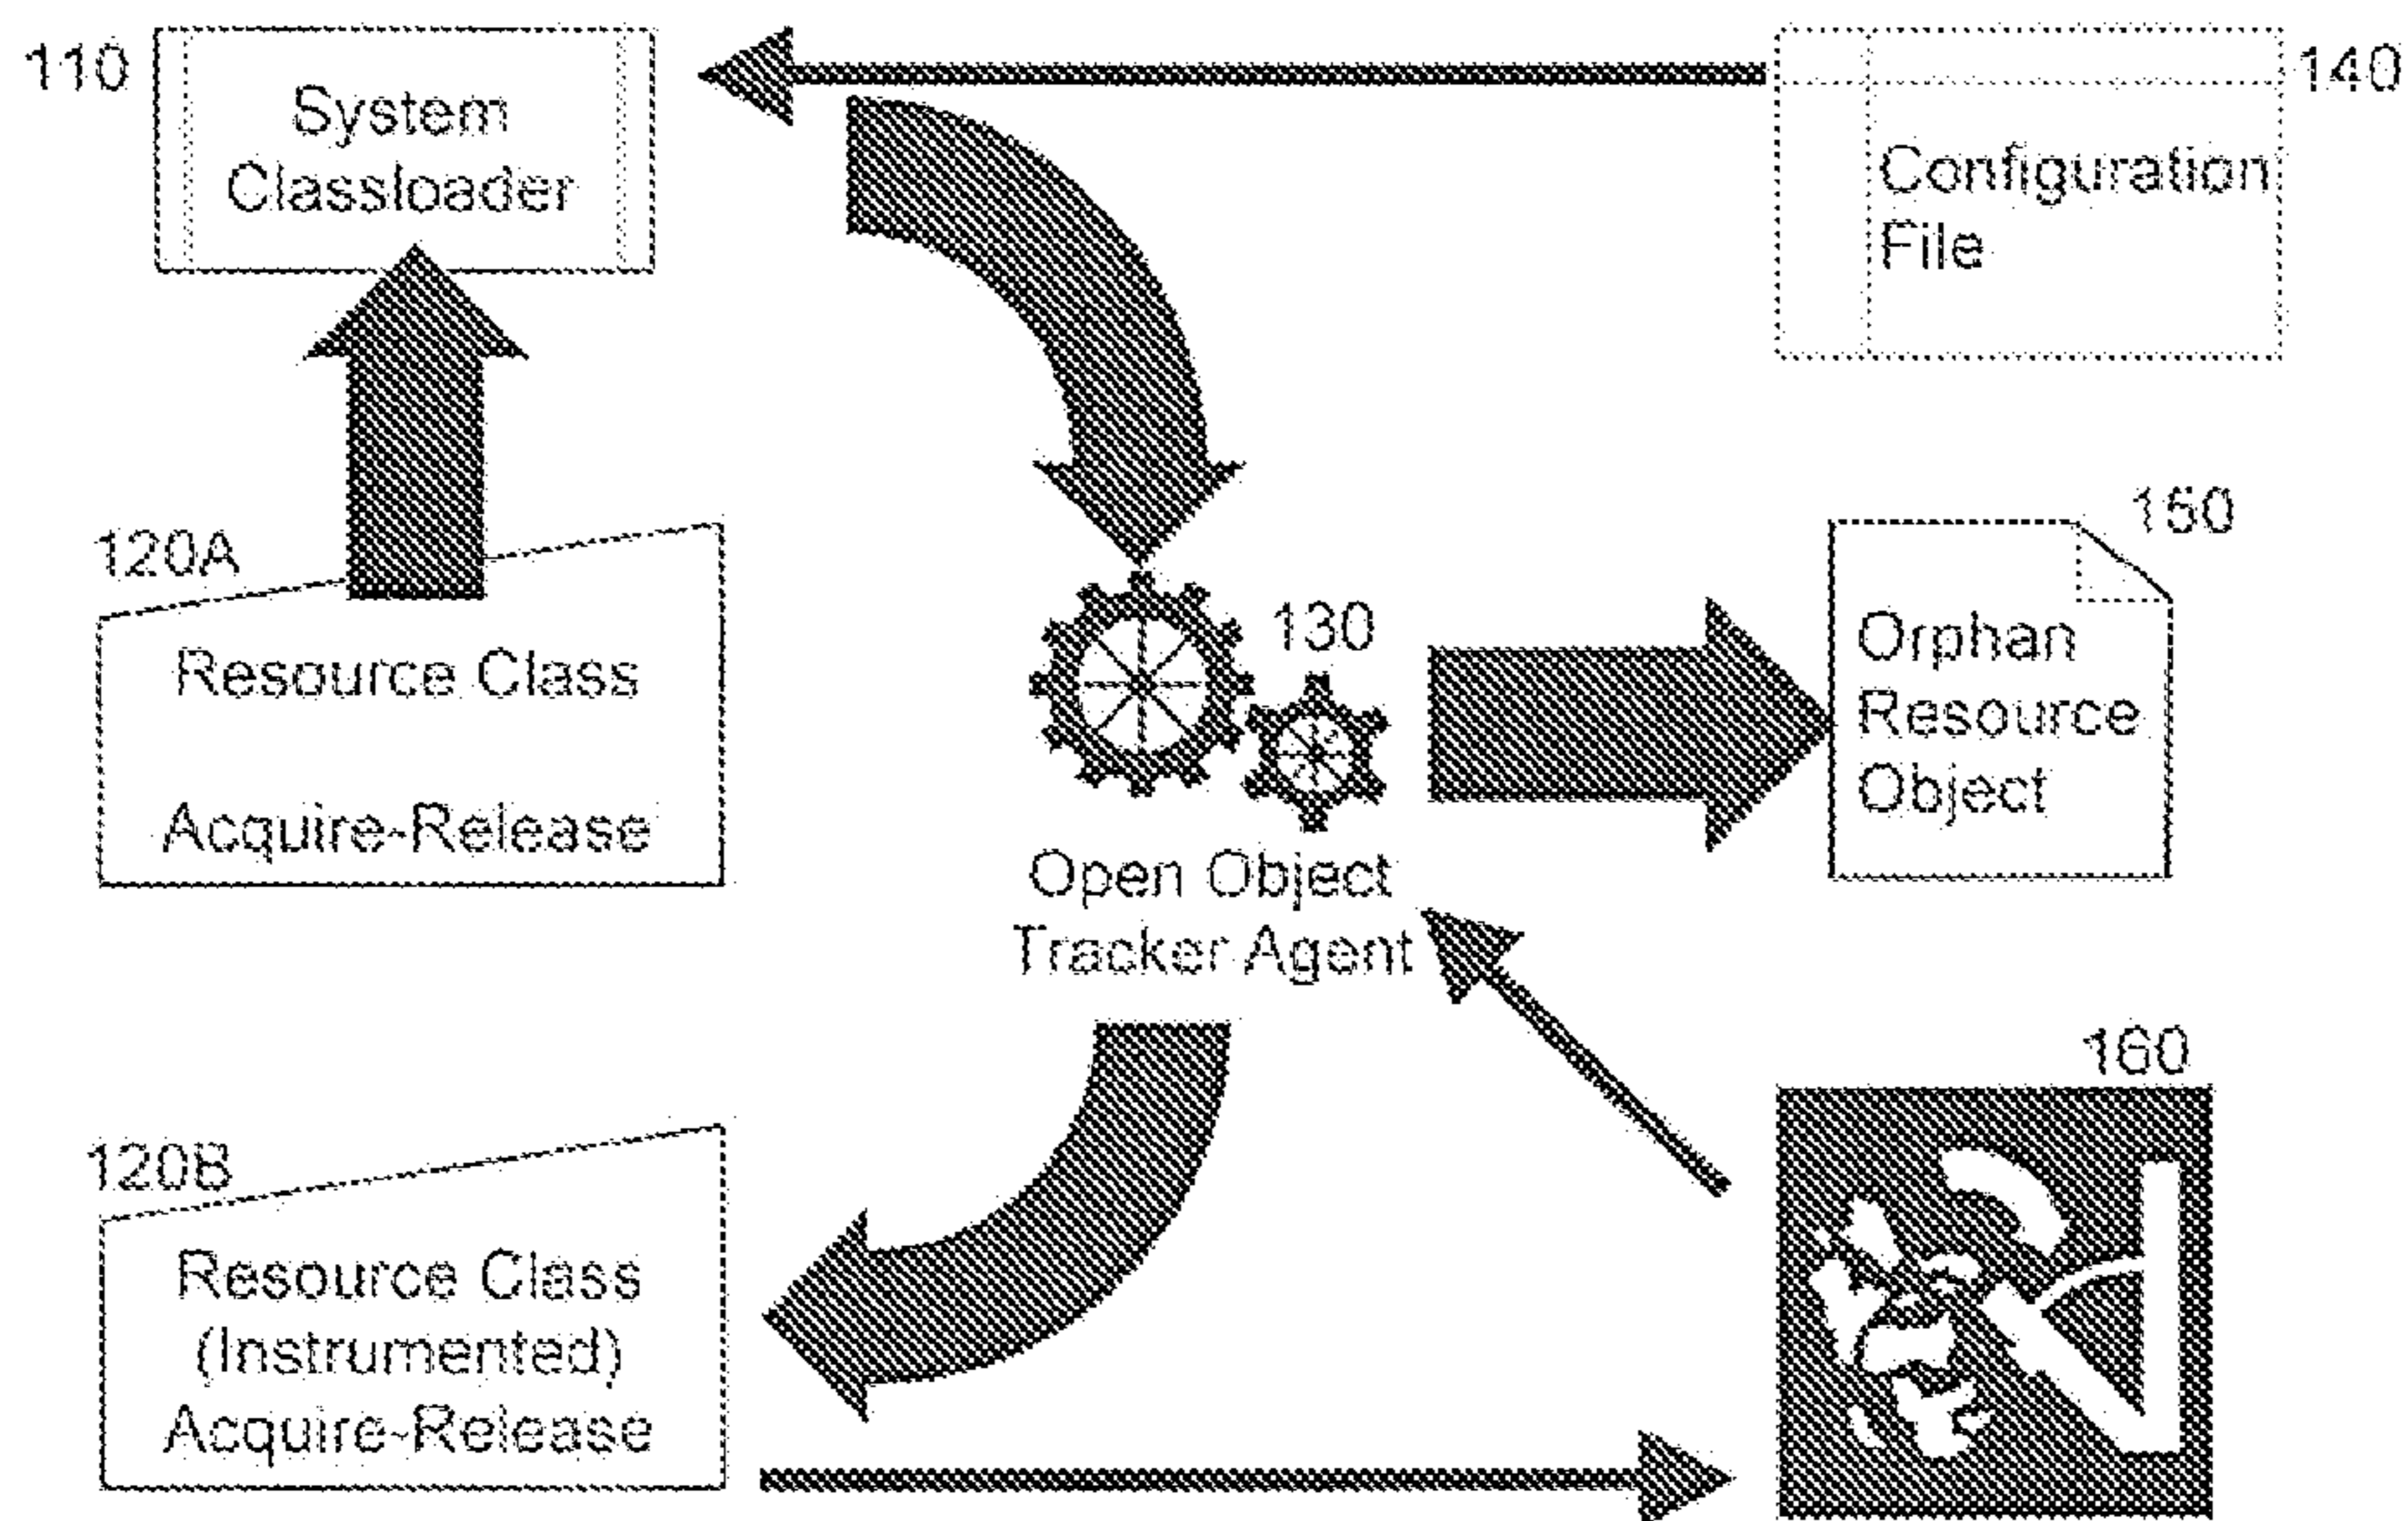 110
System
Classloader
140
Configuration
File
120A
Resource Class
Acquire-Release
130
Open Object
Tracker Agent
150
Orphan
Resource
Object
120B
Resource Class
(Instrumented)
Acquire-Release
160